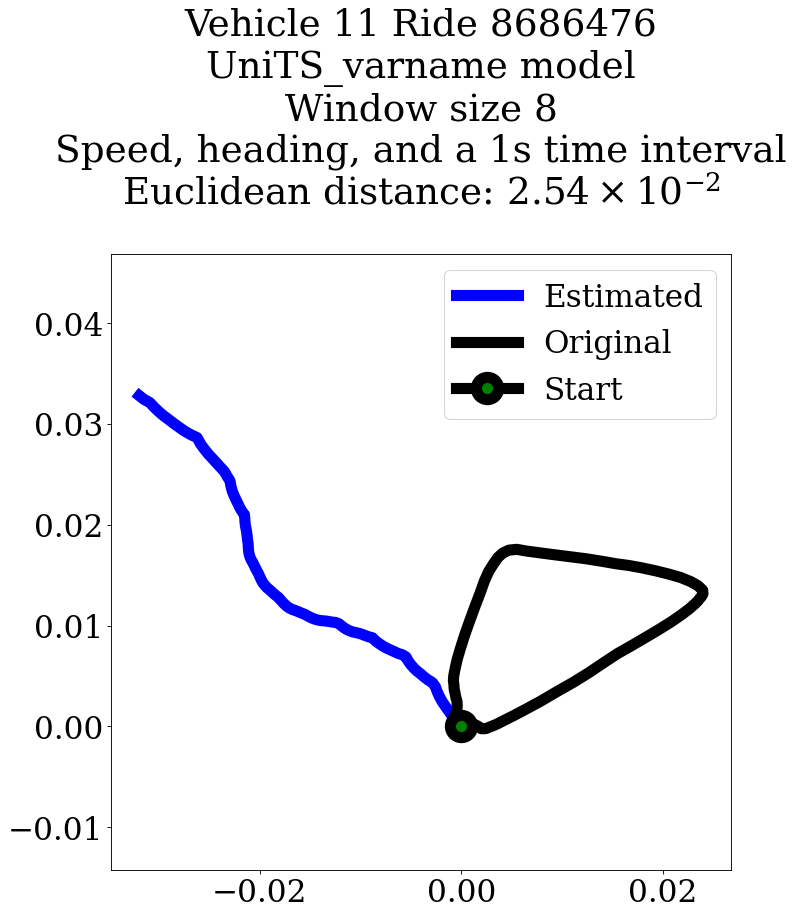 Vehicle 11 Ride 8686476
UniTS_varname model
Window size 8
Speed, heading, and a 1s time interval
Euclidean distance: 2.54 × 10⁻²
Estimated
Original
Start
0.04
0.03
0.02
0.01
0.00
−0.01
−0.02
0.00
0.02